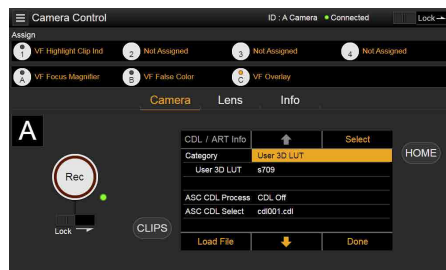 Camera Control ID : A Camera Connected Lock
Assign
1 VF Highlight Clip Ind 2 Not Assigned 3 Not Assigned 4 Not Assigned
A VF Focus Magnifier B VF False Color C VF Overlay
Camera Lens Info
A
CDL / ART Info Select
Category User 3D LUT
HOME
User 3D LUT s709
Rec
ASC CDL Process CDL Off
ASC CDL Select cdl001.cdl
Lock
CLIPS
Load File Done